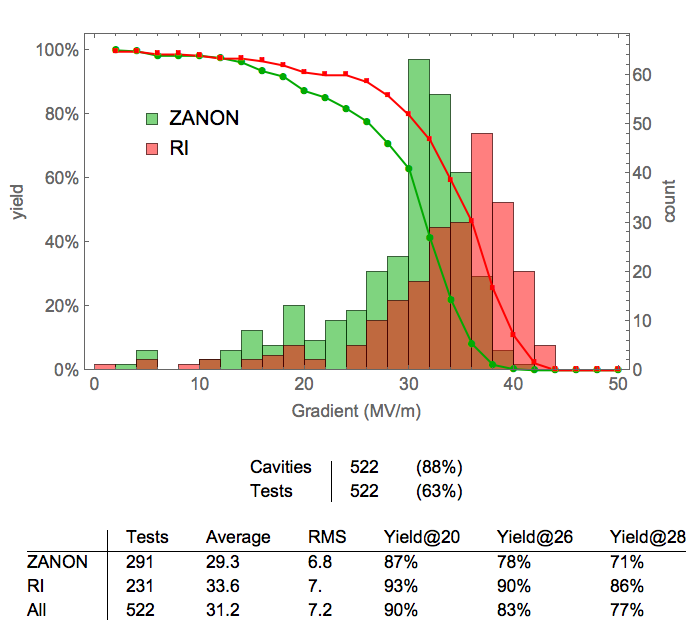 100%
80%
60%
40%
20%
0%
yield
ZANON
RI
60
50
40
30
20
10
0
count
0 10 20 30 40 50
Gradient (MV/m)
Cavities 522 (88%)
Tests 522 (63%)
Tests Average RMS Yield@20 Yield@26 Yield@28
ZANON 291 29.3 6.8 87% 78% 71%
RI 231 33.6 7. 93% 90% 86%
All 522 31.2 7.2 90% 83% 77%